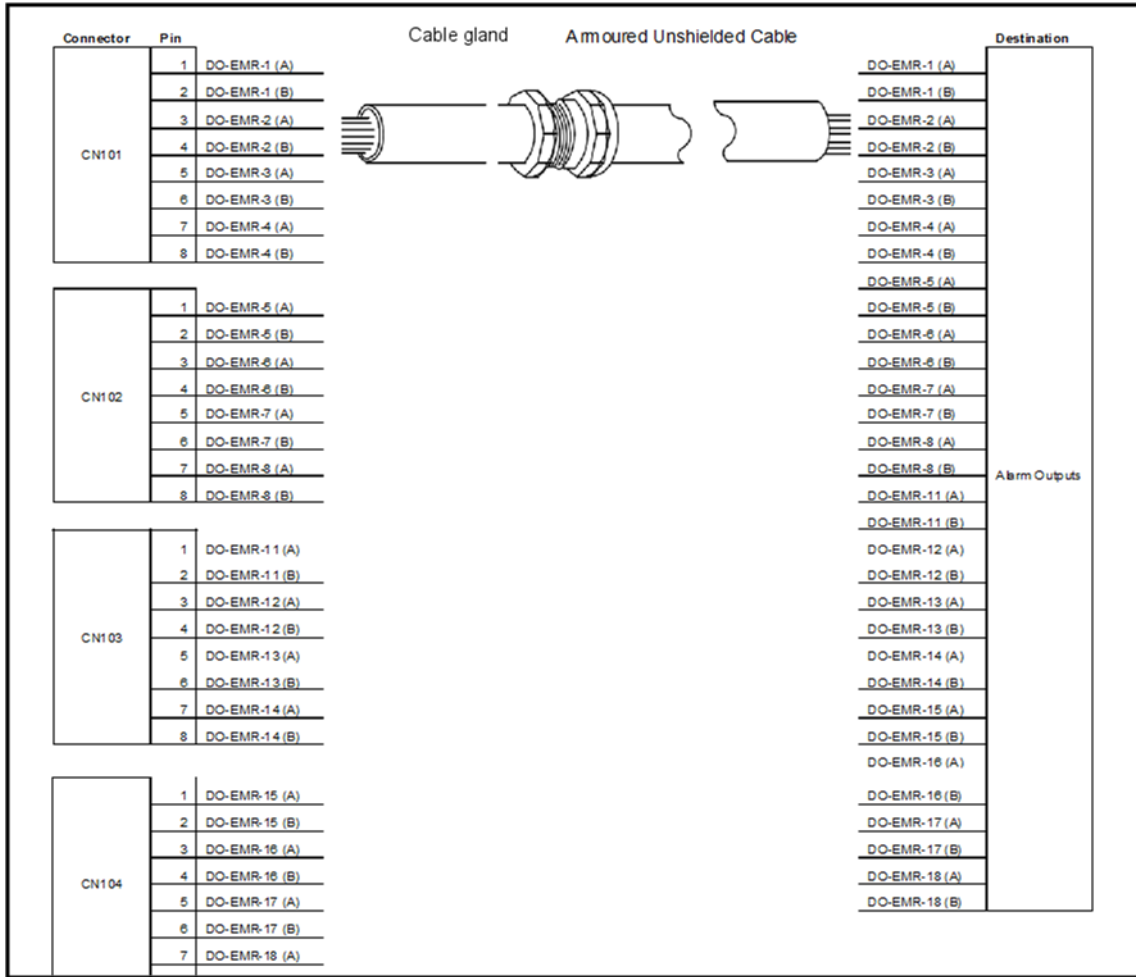 Cable gland Armoured Unshielded Cable
Connector Pin Destination
1 DO-EMR-1 (A) DO-EMR-1 (A)
2 DO-EMR-1 (B) DO-EMR-1 (B)
3 DO-EMR-2 (A) DO-EMR-2 (A)
4 DO-EMR-2 (B) DO-EMR-2 (B)
CN101
5 DO-EMR-3 (A) DO-EMR-3 (A)
6 DO-EMR-3 (B) DO-EMR-3 (B)
7 DO-EMR-4 (A) DO-EMR-4 (A)
8 DO-EMR-4 (B) DO-EMR-4 (B)
DO-EMR-5 (A)
1 DO-EMR-5 (A) DO-EMR-5 (B)
2 DO-EMR-5 (B) DO-EMR-6 (A)
3 DO-EMR-6 (A) DO-EMR-6 (B)
4 DO-EMR-6 (B) DO-EMR-7 (A)
CN102
5 DO-EMR-7 (A) DO-EMR-7 (B)
6 DO-EMR-7 (B) DO-EMR-8 (A)
7 DO-EMR-8 (A) DO-EMR-8 (B)
Alarm Outputs
8 DO-EMR-8 (B) DO-EMR-11 (A)
DO-EMR-11 (B)
1 DO-EMR-11 (A) DO-EMR-12 (A)
2 DO-EMR-11 (B) DO-EMR-12 (B)
3 DO-EMR-12 (A) DO-EMR-13 (A)
4 DO-EMR-12 (B) DO-EMR-13 (B)
CN103
5 DO-EMR-13 (A) DO-EMR-14 (A)
6 DO-EMR-13 (B) DO-EMR-14 (B)
7 DO-EMR-14 (A) DO-EMR-15 (A)
8 DO-EMR-14 (B) DO-EMR-15 (B)
DO-EMR-16 (A)
1 DO-EMR-15 (A) DO-EMR-16 (B)
2 DO-EMR-15 (B) DO-EMR-17 (A)
3 DO-EMR-16 (A) DO-EMR-17 (B)
4 DO-EMR-16 (B) DO-EMR-18 (A)
CN104
5 DO-EMR-17 (A) DO-EMR-18 (B)
6 DO-EMR-17 (B)
7 DO-EMR-18 (A)